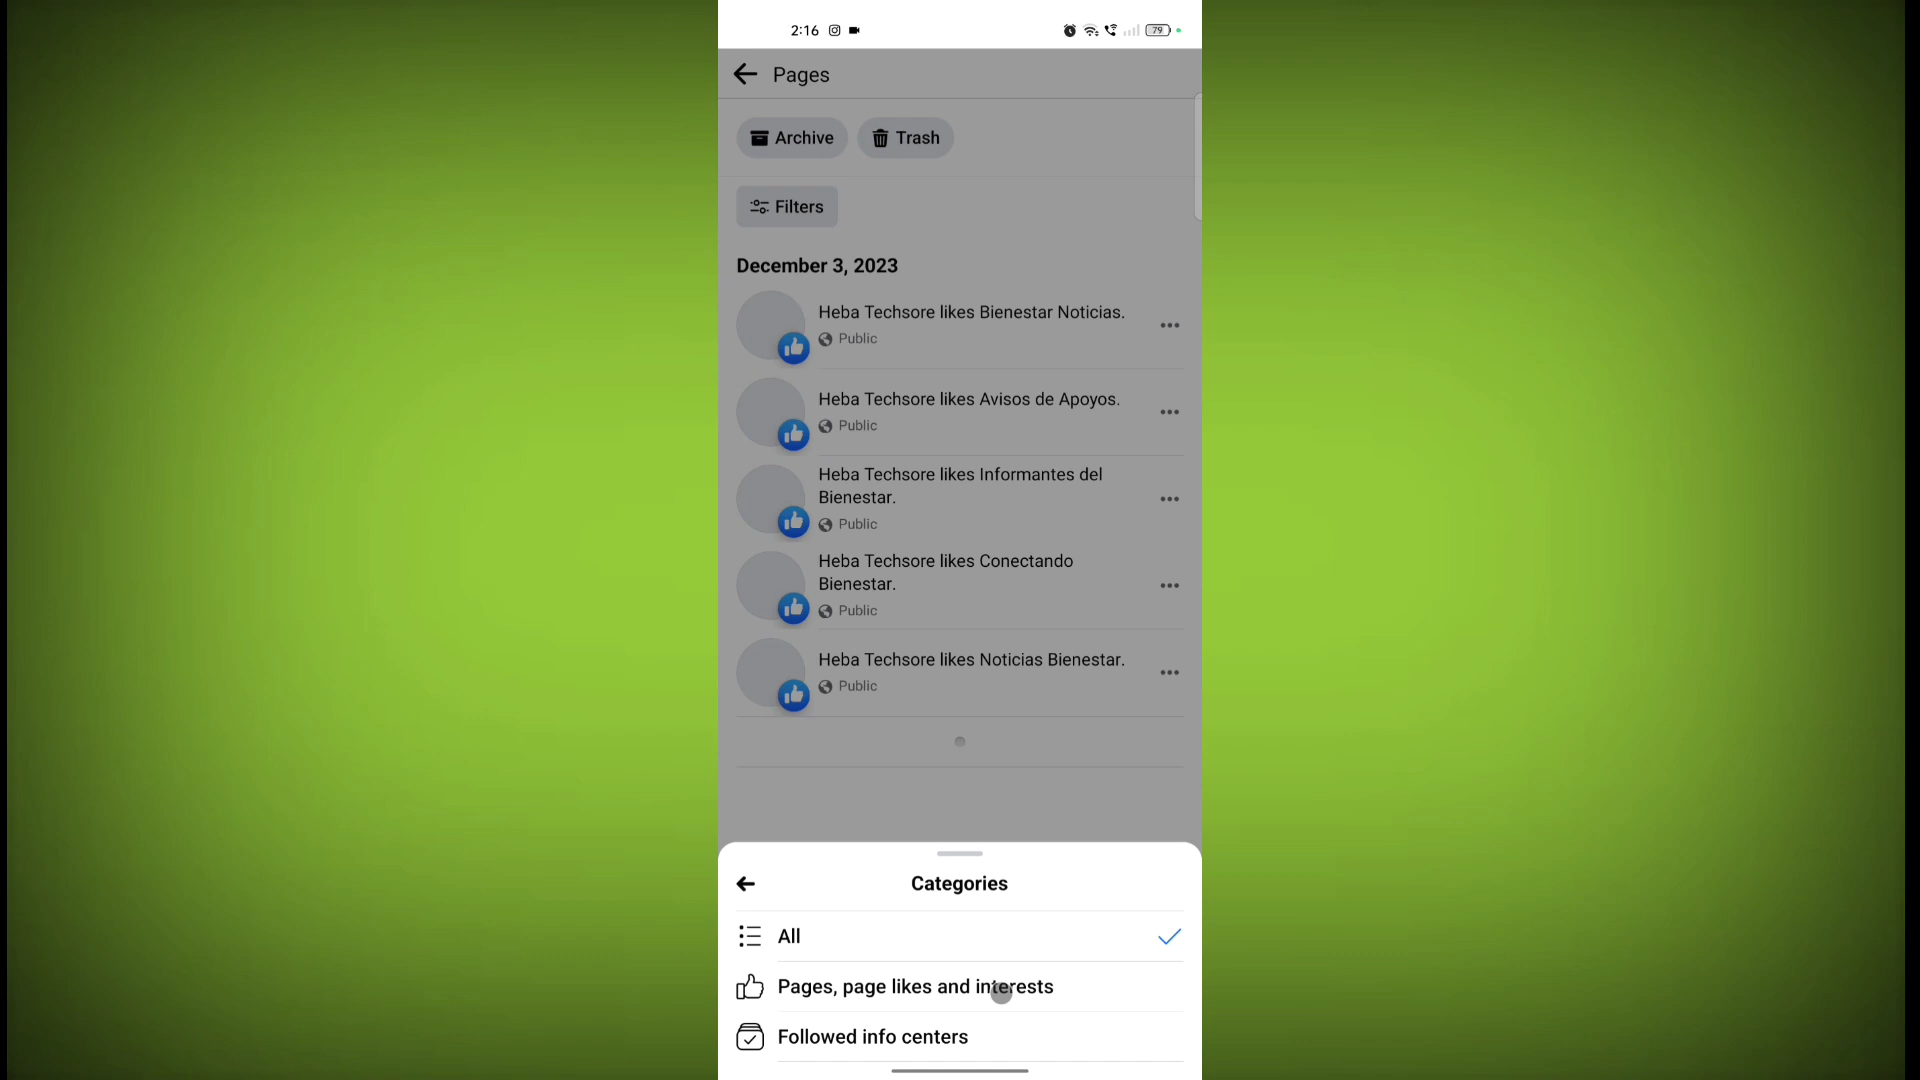 2:16
79
Pages
Archive
Trash
Filters
December 3, 2023
Heba Techsore likes Bienestar Noticias.
Public
Heba Techsore likes Avisos de Apoyos.
Public
Heba Techsore likes Informantes del
Bienestar.
Public
Heba Techsore likes Conectando
Bienestar.
Public
Heba Techsore likes Noticias Bienestar.
Public
Categories
All
Pages, page likes and interests
Followed info centers